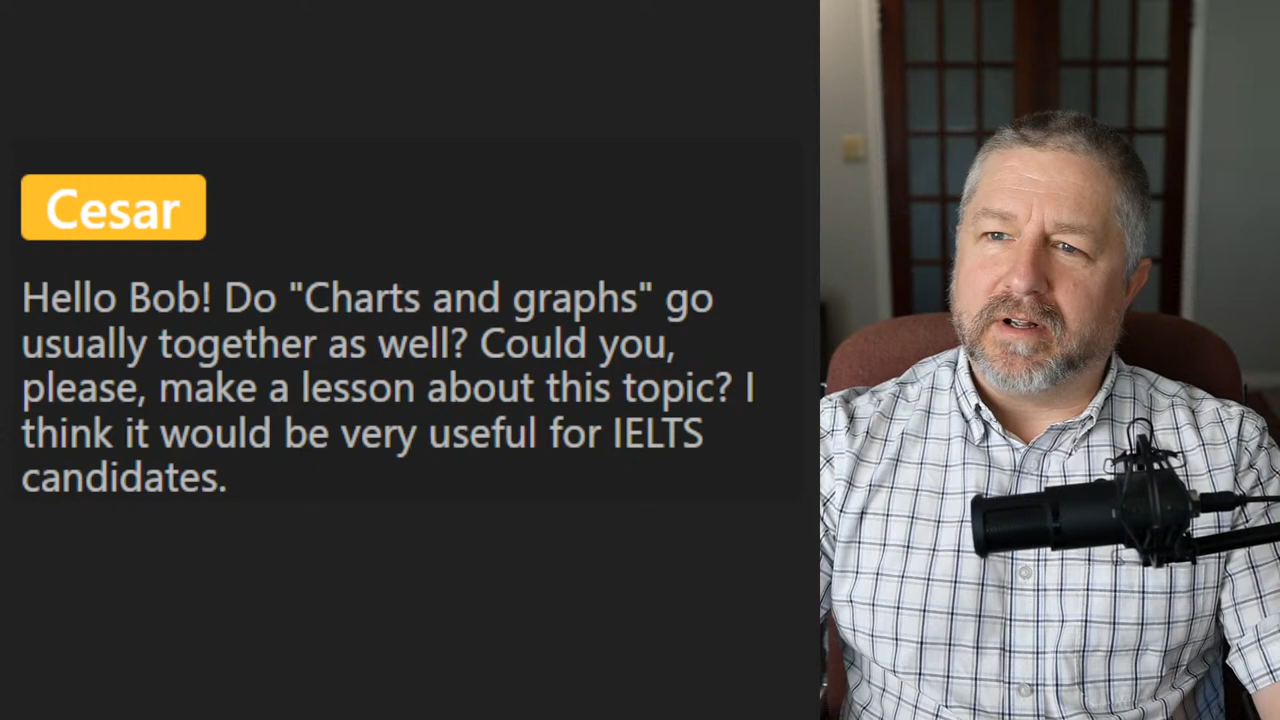 Cesar
Hello Bob! Do "Charts and graphs" go
usually together as well? Could you,
please, make a lesson about this topic? I
think it would be very useful for IELTS
candidates.